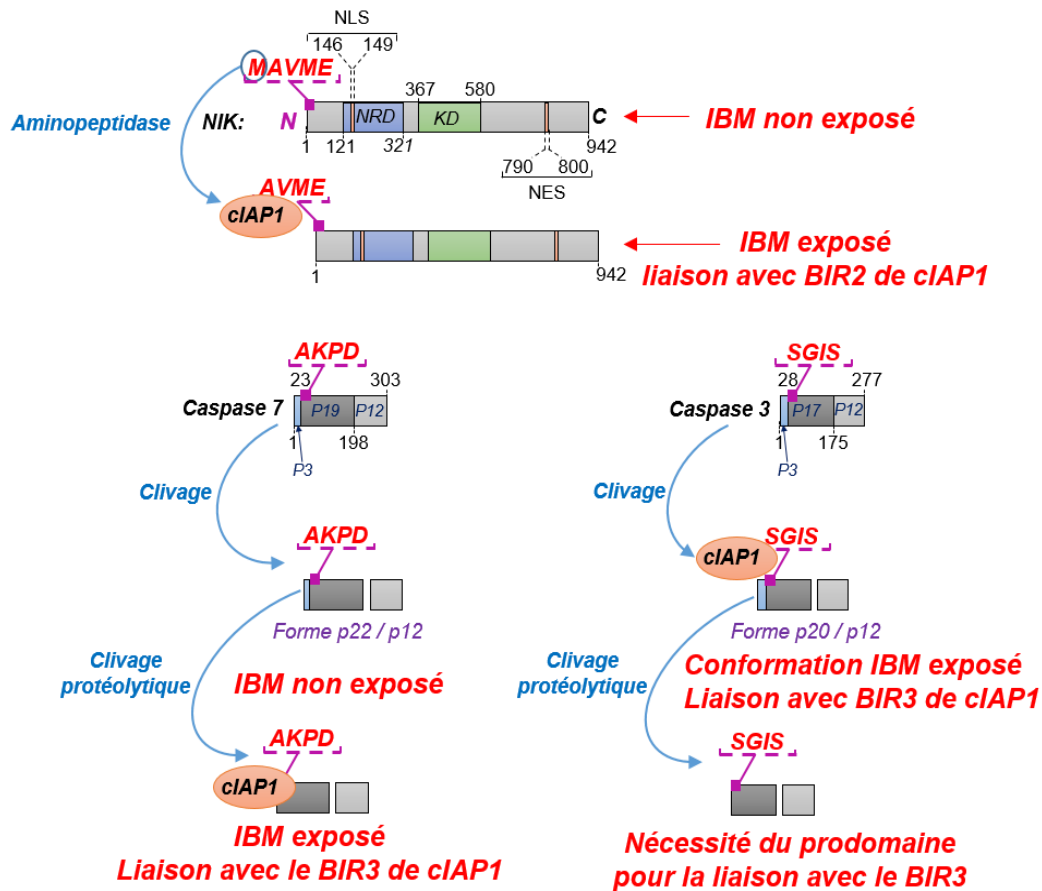 NLS
146 149
MAVME
367 580
Aminopeptidase
NIK: N NRD KD C
IBM non exposé
1 121 321 942
790 800
NES
AVME
cIAP1
IBM exposé
liaison avec BIR2 de cIAP1
1 942
AKPD
23 303
Caspase 7 P19 P12
1 198
P3
Clivage
AKPD
Forme p22 / p12
Clivage
protéolytique
IBM non exposé
AKPD
cIAP1
IBM exposé
Liaison avec le BIR3 de cIAP1
SGIS
28 277
Caspase 3 P17 P12
1 175
P3
Clivage
cIAP1 SGIS
Forme p20 / p12
Clivage
protéolytique
Conformation IBM exposé
Liaison avec BIR3 de cIAP1
SGIS
Nécessité du prodomaine
pour la liaison avec le BIR3